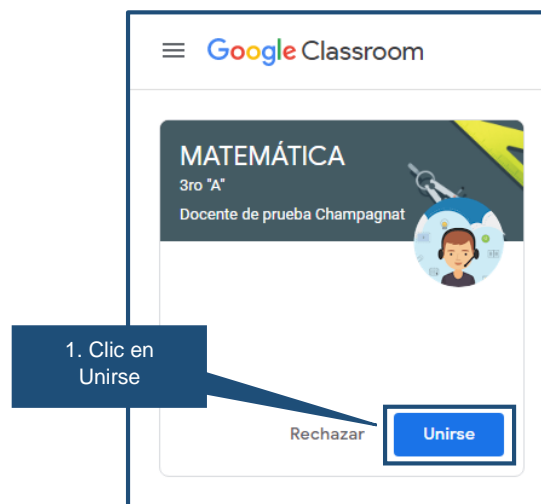 Google Classroom
MATEMÁTICA
3ro "A"
Docente de prueba Champagnat
1. Clic en
Unirse
Rechazar
Unirse